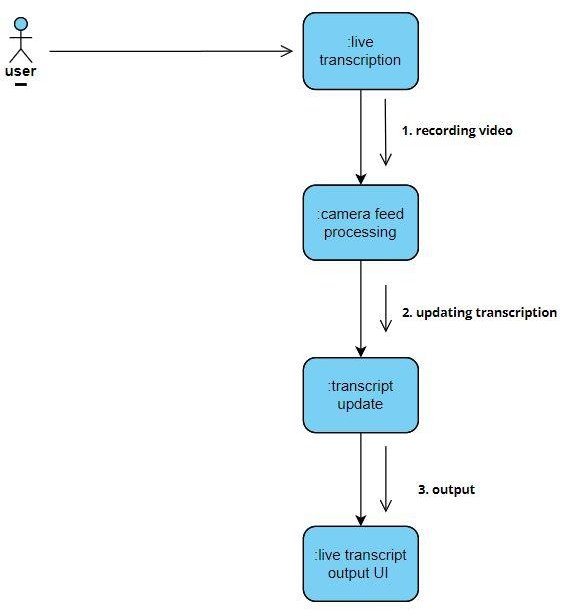 :live
transcription
user
1. recording video
:camera feed
processing
2. updating transcription
:transcript
update
3. output
:live transcript
output UI